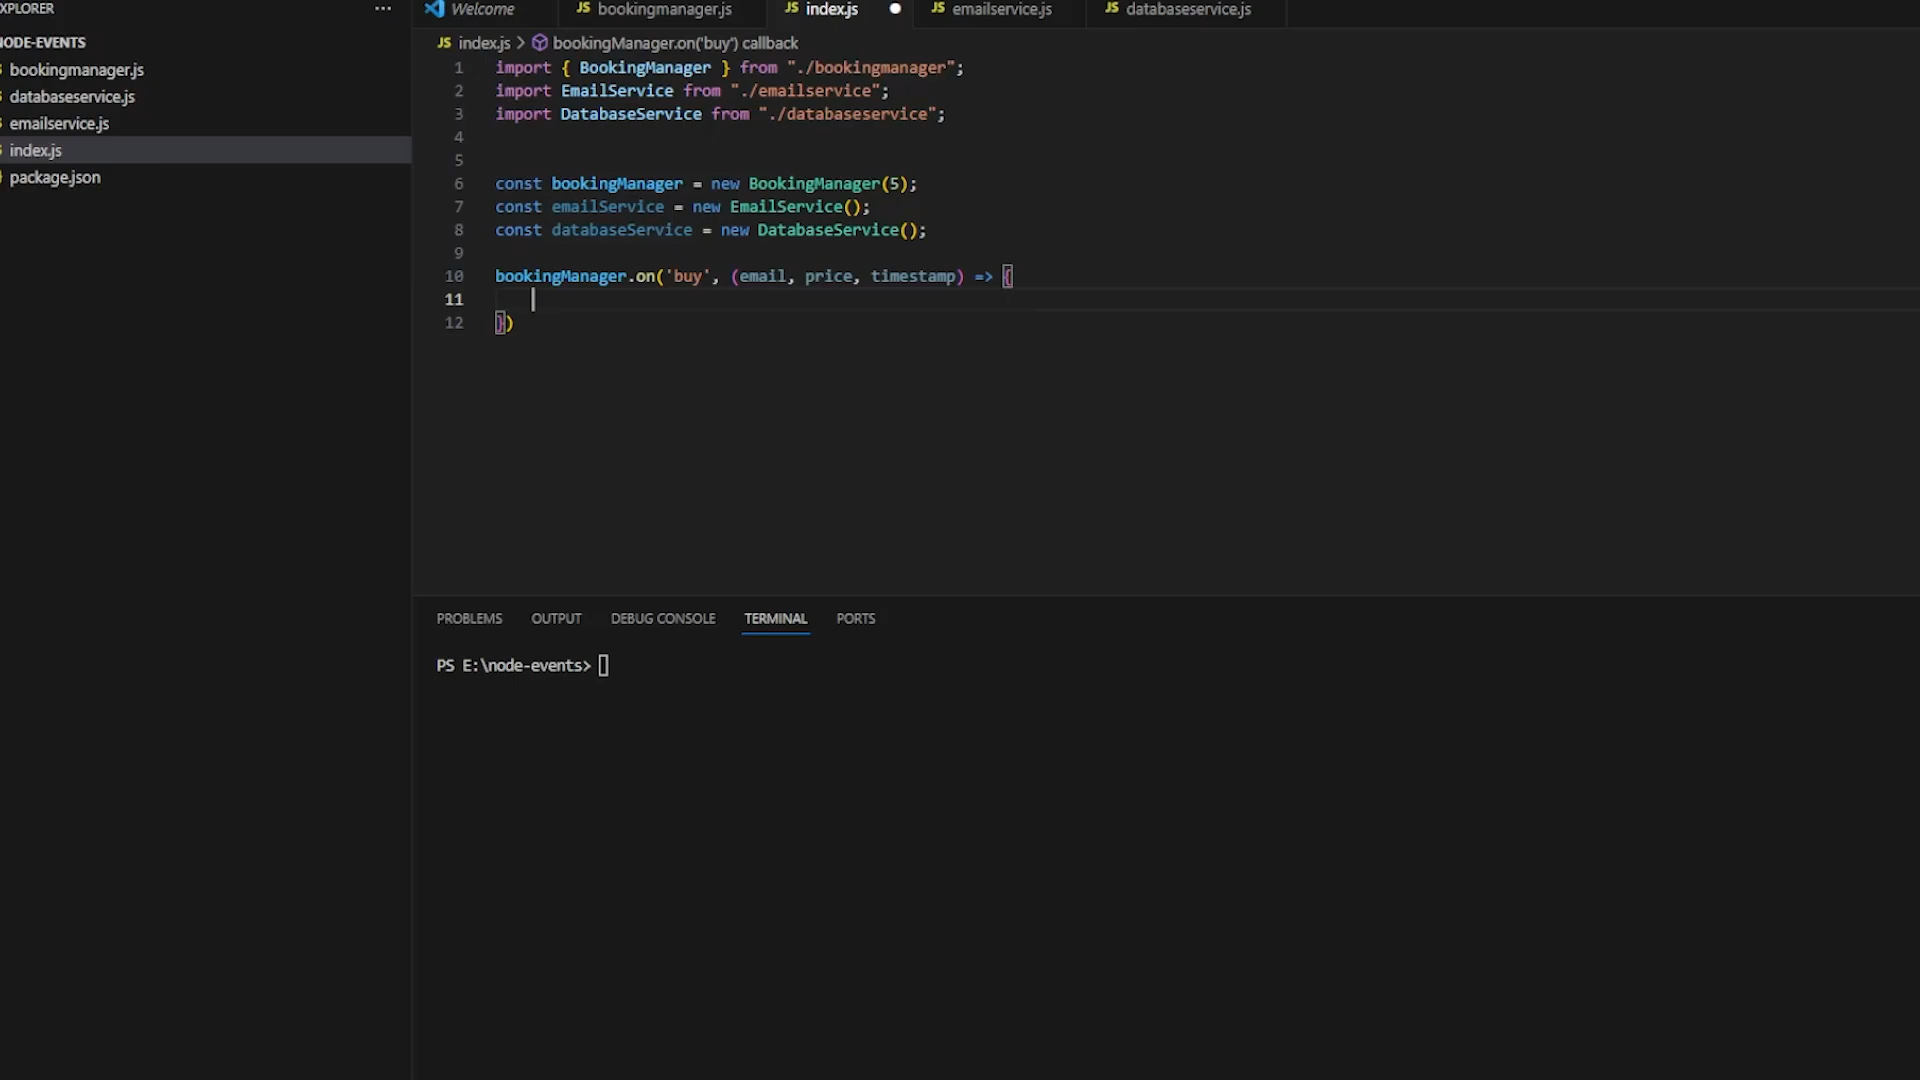 XPLORER ...
NODE-EVENTS
bookingmanager.js
databaseservice.js
emailservice.js
index.js
package.json
Welcome JS bookingmanager.js JS index.js JS emailservice.js JS databaseservice.js
JS index.js > bookingManager.on('buy') callback
1 import { BookingManager } from "./bookingmanager";
2 import EmailService from "./emailservice";
3 import DatabaseService from "./databaseservice";
4
5
6 const bookingManager = new BookingManager(5);
7 const emailService = new EmailService();
8 const databaseService = new DatabaseService();
9
10 bookingManager.on('buy', (email, price, timestamp) => {
11
12 })
PROBLEMS OUTPUT DEBUG CONSOLE TERMINAL PORTS
PS E:\node-events>